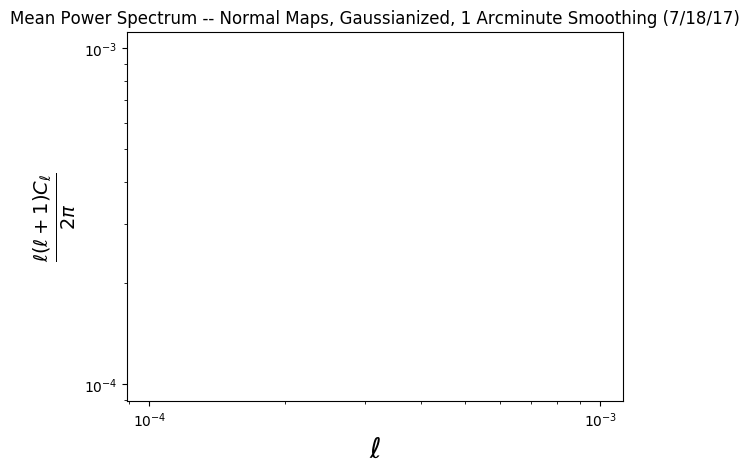 Mean Power Spectrum -- Normal Maps, Gaussianized, 1 Arcminute Smoothing (7/18/17)
10⁻³
ℓ(ℓ + 1)Cℓ
2π
10⁻⁴
10⁻⁴
10⁻³
ℓ